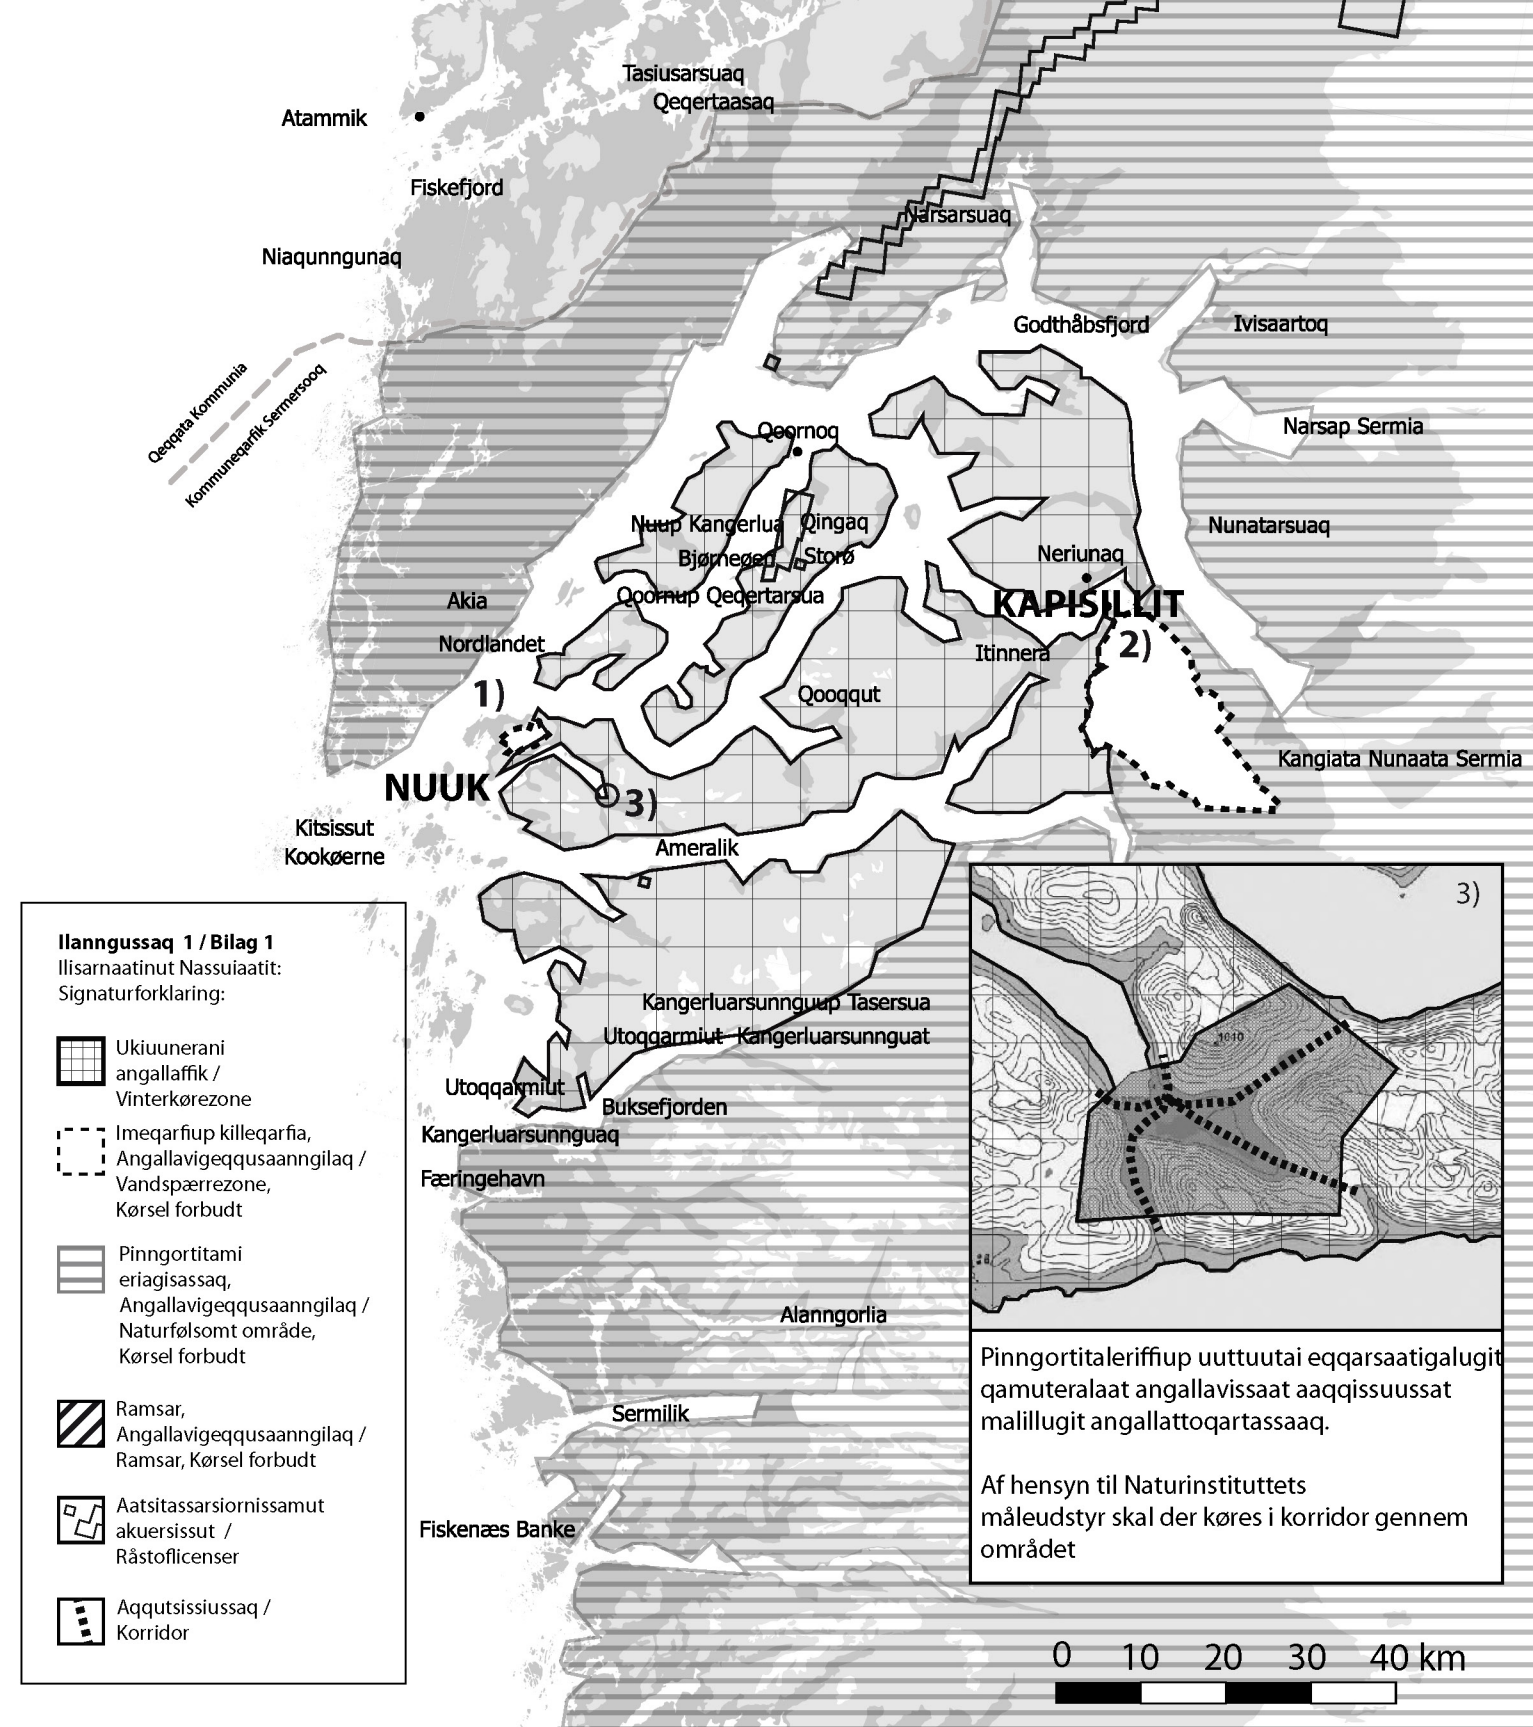 Tasiusarsuaq
Qeqertaasaq
Atammik
Fiskefjord
Narsarsuaq
Niaqunngunaq
Godthåbsfjord
Ivisaartoq
Qeqqata Kommunia
Kommuneqarfik Sermersooq
Narsap Sermia
Qoornoq
Nuup Kangerlua
Qingaq
Nunatarsuaq
Bjørneøen
Storø
Neriunaq
Akia
Qoornup Qeqertarsua
KAPISILLIT
Nordlandet
Itinnera
2)
1)
Qooqqut
Kangiata Nunaata Sermia
NUUK
3)
Kitsissut
Kookøerne
Ameralik
Kangerluarsunnguup Tasersua
Utoqqarmiut Kangerluarsunnguat
Utoqqarmiut
Buksefjorden
Kangerluarsunnguaq
Færingehavn
Alanngorlia
Sermilik
Fiskenæs Banke
Ilanngussaq 1 / Bilag 1
Ilisarnaatinut Nassuiaatit:
Signaturforklaring:
Ukiuunerani
angallaffik /
Vinterkørezone
Imeqarfiup killeqarfia,
Angallavigeqqusaanngilaq /
Vandspærrezone,
Kørsel forbudt
Pinngortitami
eriagisassaq,
Angallavigeqqusaanngilaq /
Naturfølsomt område,
Kørsel forbudt
Ramsar,
Angallavigeqqusaanngilaq /
Ramsar, Kørsel forbudt
Aatsitassarsiornissamut
akuersissut /
Råstoflicenser
Aqqutsissiussaq /
Korridor
3)
1010
Pinngortitaleriffiup uuttuutai eqqarsaatigalugit
qamuteralaat angallavissaat aaqqissuussat
malillugit angallattoqartassaaq.
Af hensyn til Naturinstituttets
måleudstyr skal der køres i korridor gennem
området
0 10 20 30 40 km